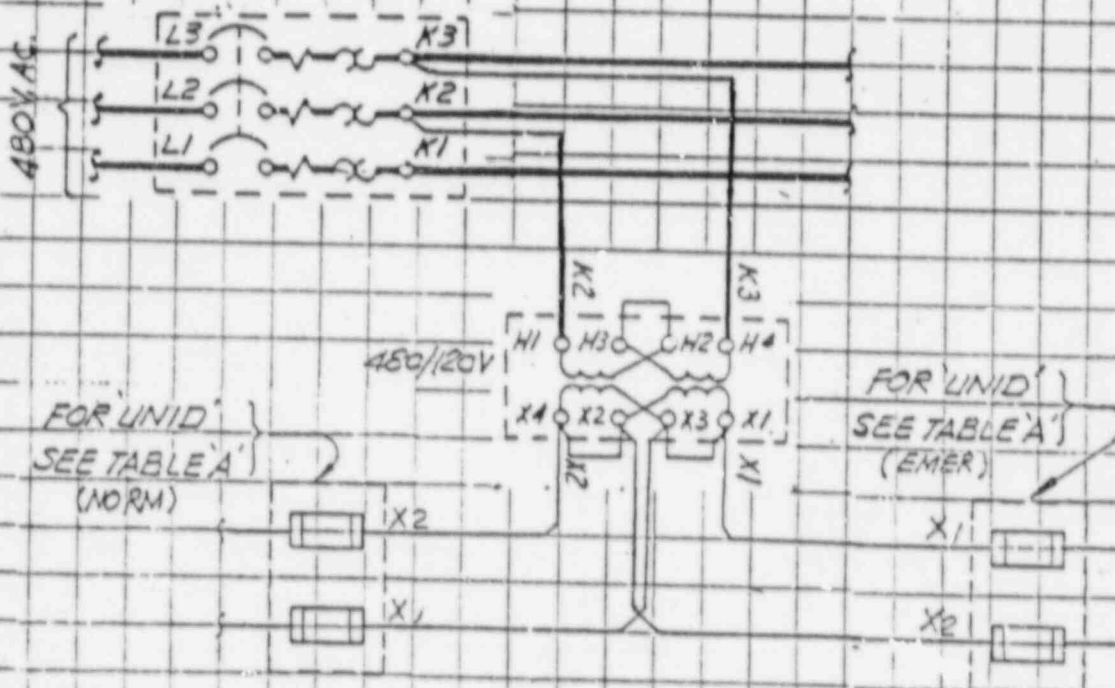 480V. AC.
L3
K3
L2
K2
L1
K1
K2
K3
480/120V
H1
H3
H2
H4
X4
X2
X3
X1
X2
X1
FOR 'UNID'
SEE TABLE 'A'
(NORM)
FOR 'UNID'
SEE TABLE 'A'
(EMER)
X2
X1
X1
X2